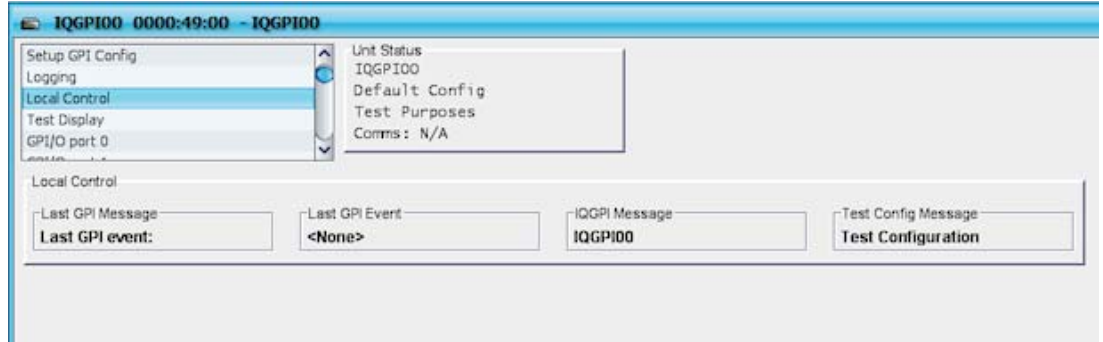 IQGPI00 0000:49:00 - IQGPI00
Setup GPI Config
Logging
Local Control
Test Display
GPI/O port 0
Unit Status
IQGPI00
Default Config
Test Purposes
Comms: N/A
Local Control
Last GPI Message
Last GPI event:
Last GPI Event
<None>
IQGPI Message
IQGPI00
Test Config Message
Test Configuration